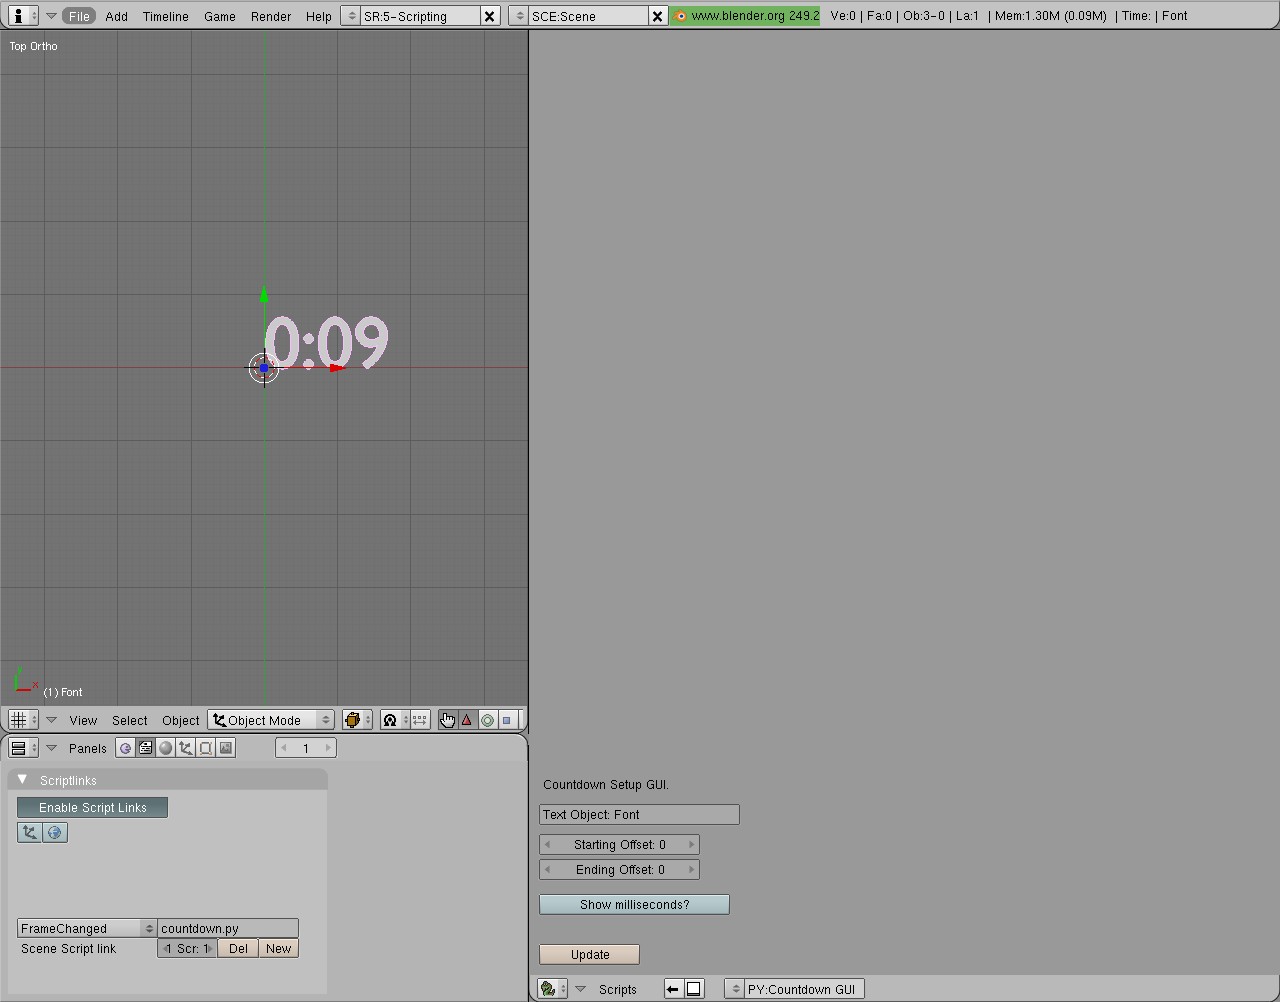 File Add Timeline Game Render Help SR:5-Scripting SCE:Scene www.blender.org 249.2 Ve:0 | Fa:0 | Ob:3-0 | La:1 | Mem:1.30M (0.09M) | Time: | Font
Top Ortho
0:09
(1) Font
View Select Object Object Mode
Panels 1
Scriptlinks
Enable Script Links
FrameChanged countdown.py
Scene Script link 1 Scr: 1 Del New
Countdown Setup GUI.
Text Object: Font
Starting Offset: 0
Ending Offset: 0
Show milliseconds?
Update
Scripts PY:Countdown GUI